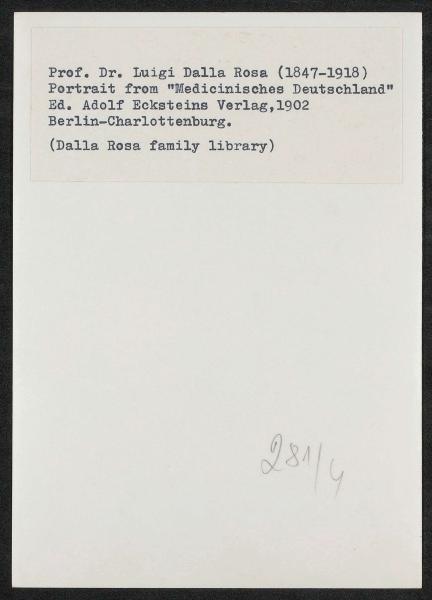 Prof. Dr. Luigi Dalla Rosa (1847-1918)
Portrait from "Medicinisches Deutschland"
Ed. Adolf Ecksteins Verlag,1902
Berlin-Charlottenburg.
(Dalla Rosa family library)
281/4